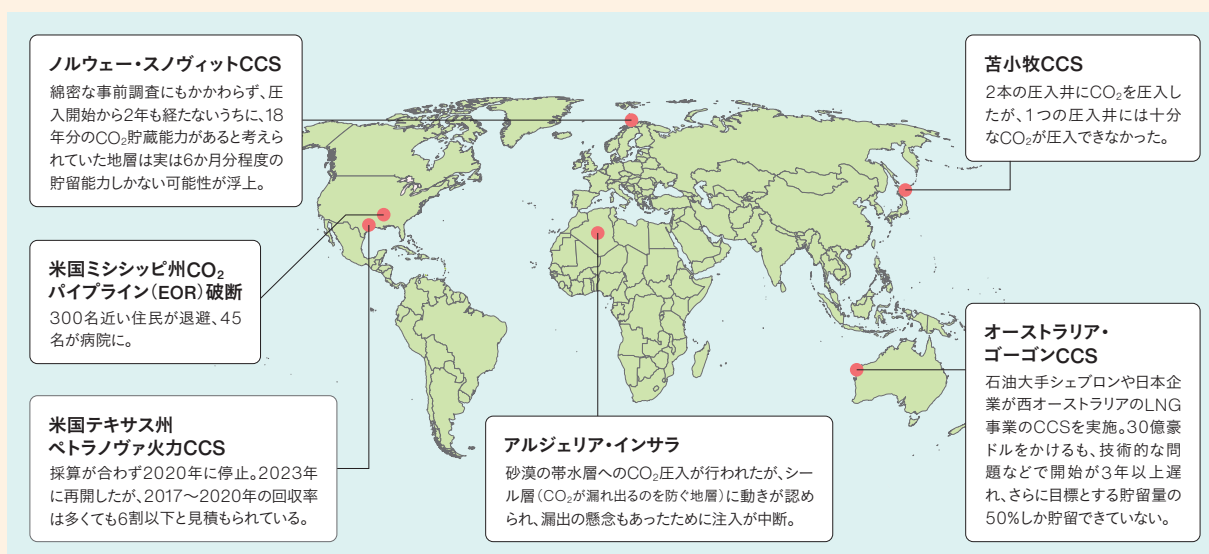 ノルウェー・スノヴィットCCS
綿密な事前調査にもかかわらず、圧
入開始から2年も経たないうちに、18
年分のCO₂貯蔵能力があると考えら
れていた地層は実は6か月分程度の
貯留能力しかない可能性が浮上。
米国ミシシッピ州CO₂
パイプライン(EOR)破断
300名近い住民が退避、45
名が病院に。
米国テキサス州
ペトラノヴァ火力CCS
採算が合わず2020年に停止。2023年
に再開したが、2017〜2020年の回収率
は多くても6割以下と見積もられている。
アルジェリア・インサラ
砂漠の帯水層へのCO₂圧入が行われたが、シー
ル層(CO₂が漏れ出るのを防ぐ地層)に動きが認め
られ、漏出の懸念もあったために注入が中断。
苫小牧CCS
2本の圧入井にCO₂を圧入し
たが、1つの圧入井には十分
なCO₂が圧入できなかった。
オーストラリア・
ゴーゴンCCS
石油大手シェブロンや日本企
業が西オーストラリアのLNG
事業のCCSを実施。30億豪
ドルをかけるも、技術的な問
題などで開始が3年以上遅
れ、さらに目標とする貯留量の
50%しか貯留できていない。